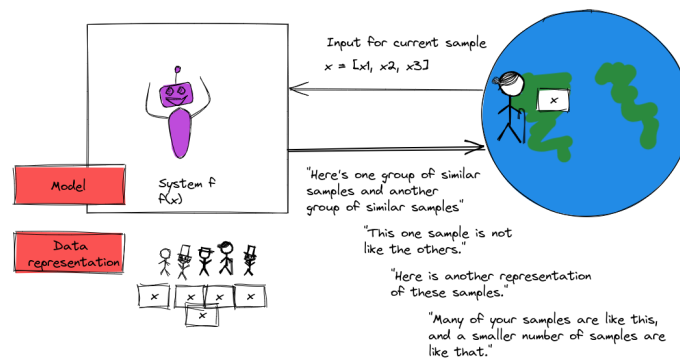 Input for current sample
x = [x1, x2, x3]
x
Model
System f
f(x)
"Here's one group of similar
samples and another
group of similar samples"
Data
representation
"This one sample is not
like the others."
x
x
x
x
x
"Here is another representation
of these samples."
"Many of your samples are like this,
and a smaller number of samples are
like that."